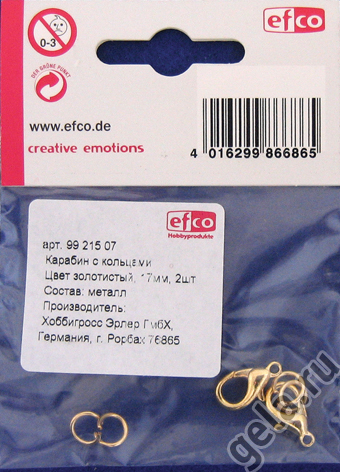 efco
0-3
DER GRÜNE PUNKT
www.efco.de
creative emotions
4 016299 866865
efco
Hobbyprodukte
арт. 99 215 07
Карабин с кольцами
Цвет золотистый, 17мм, 2шт
Состав: металл
Производитель:
Хоббигросс Эрлер ГмбХ,
Германия, г. Рорбах 76865
gela.ru